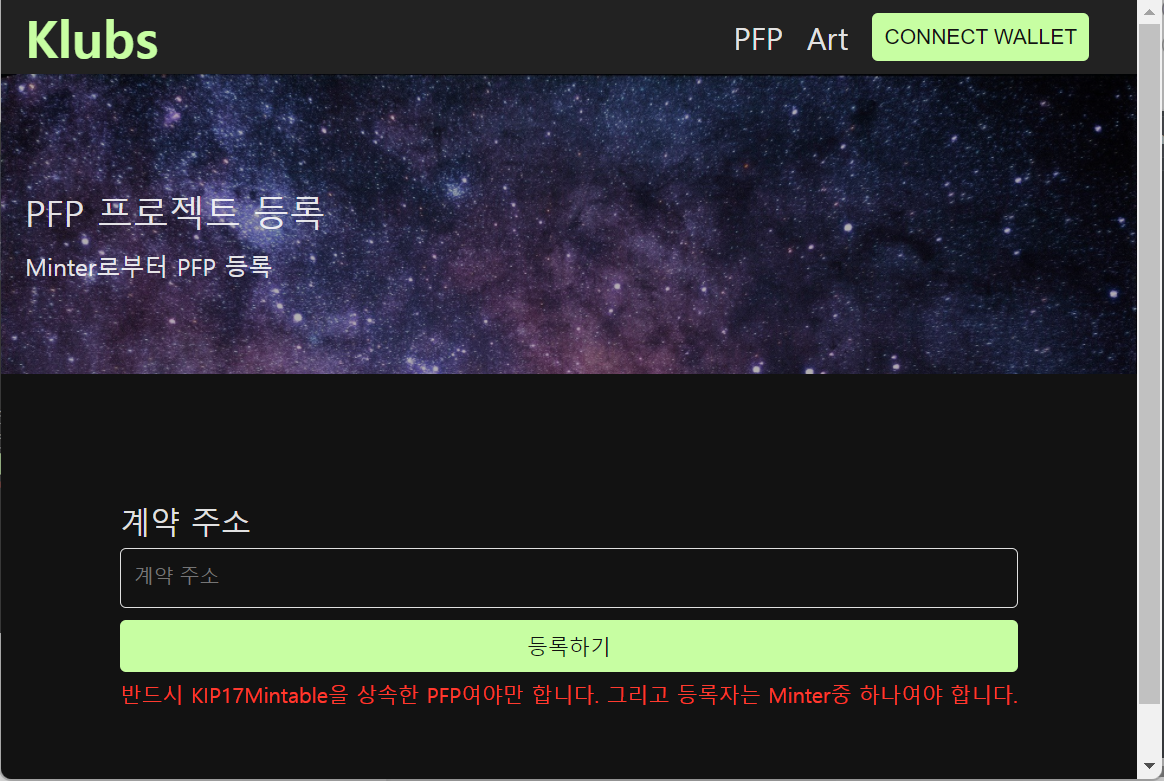 Klubs
PFP Art CONNECT WALLET
PFP 프로젝트 등록
Minter로부터 PFP 등록
계약 주소
계약 주소
등록하기
반드시 KIP17Mintable을 상속한 PFP여야만 합니다. 그리고 등록자는 Minter중 하나여야 합니다.